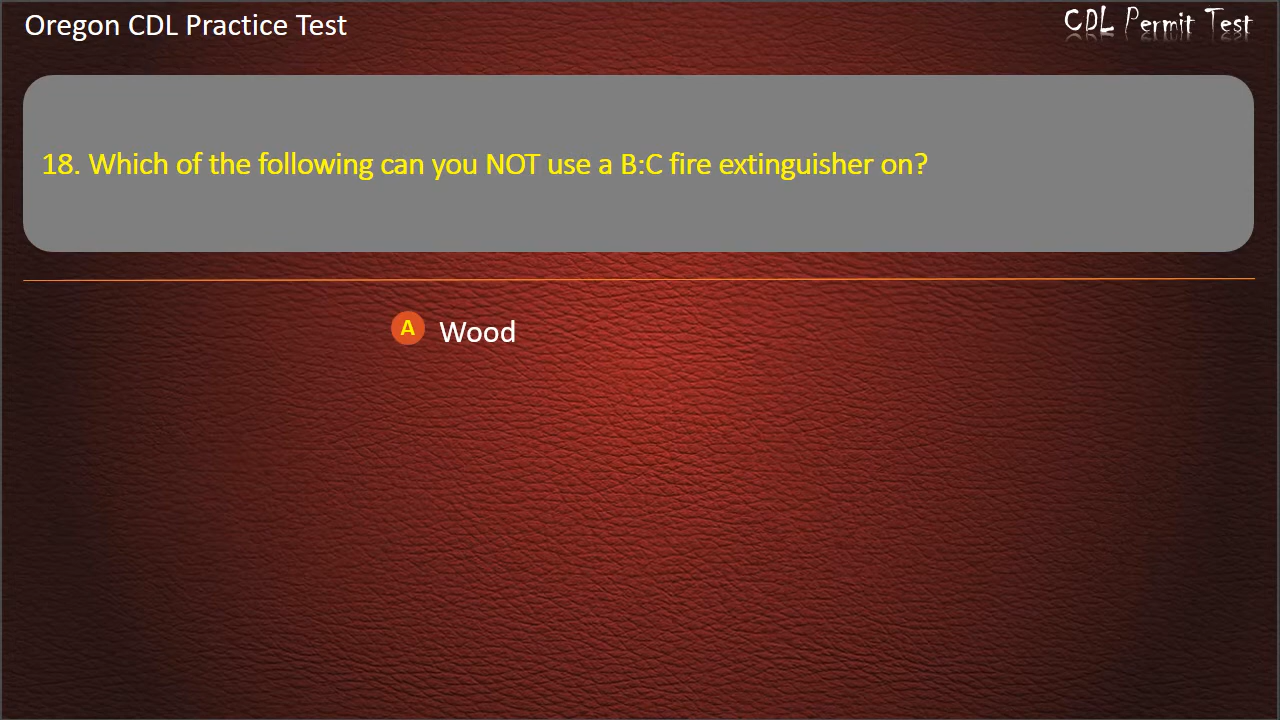 Oregon CDL Practice Test
CDL Permit Test
18. Which of the following can you NOT use a B:C fire extinguisher on?
A Wood